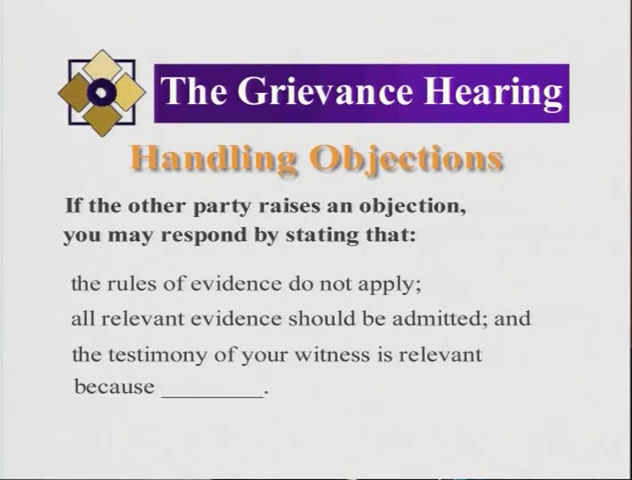 The Grievance Hearing
Handling Objections
If the other party raises an objection,
you may respond by stating that:
the rules of evidence do not apply;
all relevant evidence should be admitted; and
the testimony of your witness is relevant
because _________.